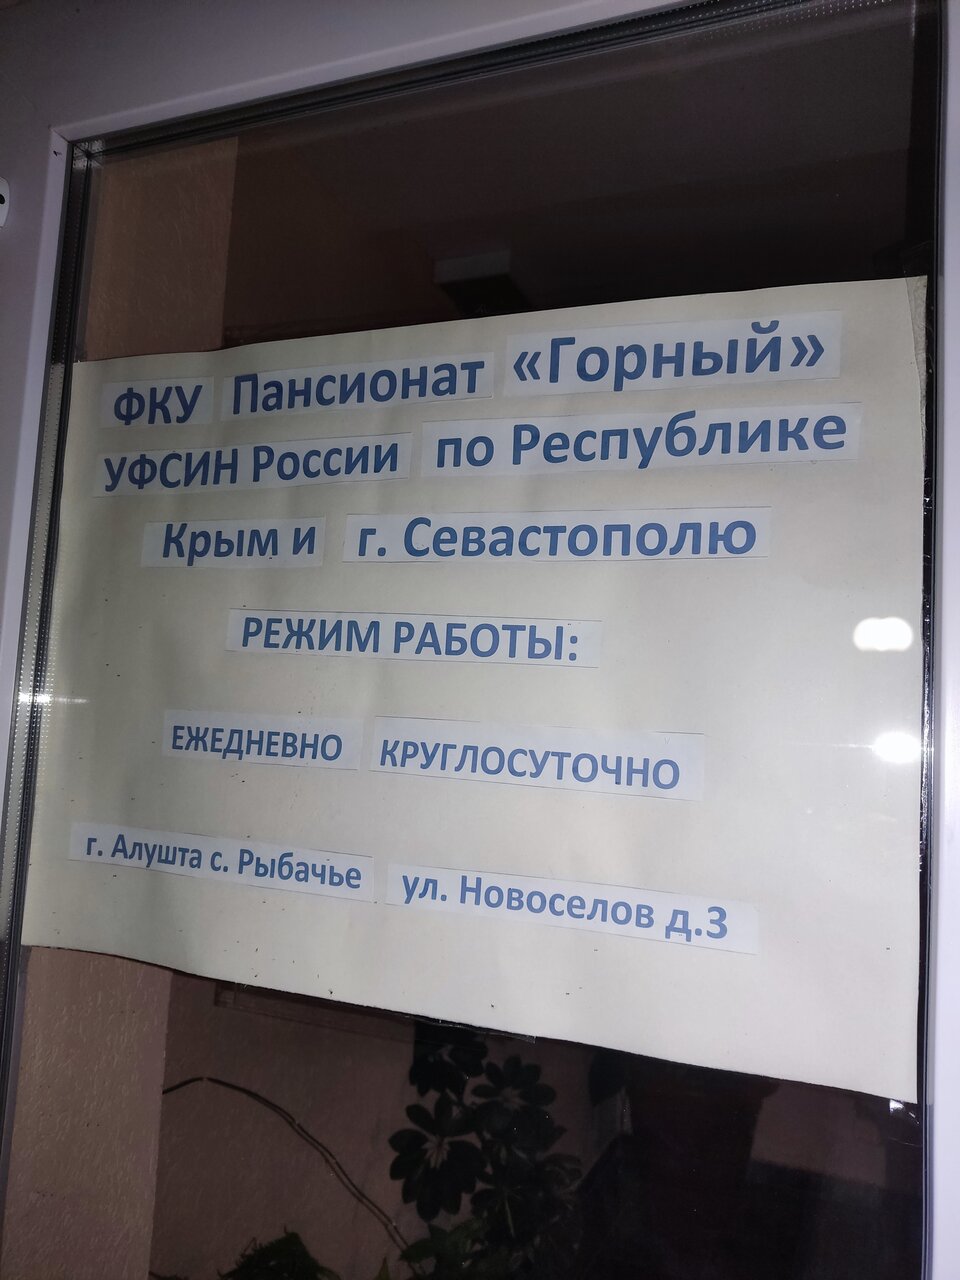 ФКУ Пансионат «Горный»
УФСИН России по Республике
Крым и г. Севастополю
РЕЖИМ РАБОТЫ:
ЕЖЕДНЕВНО КРУГЛОСУТОЧНО
г. Алушта с. Рыбачье ул. Новоселов д.3